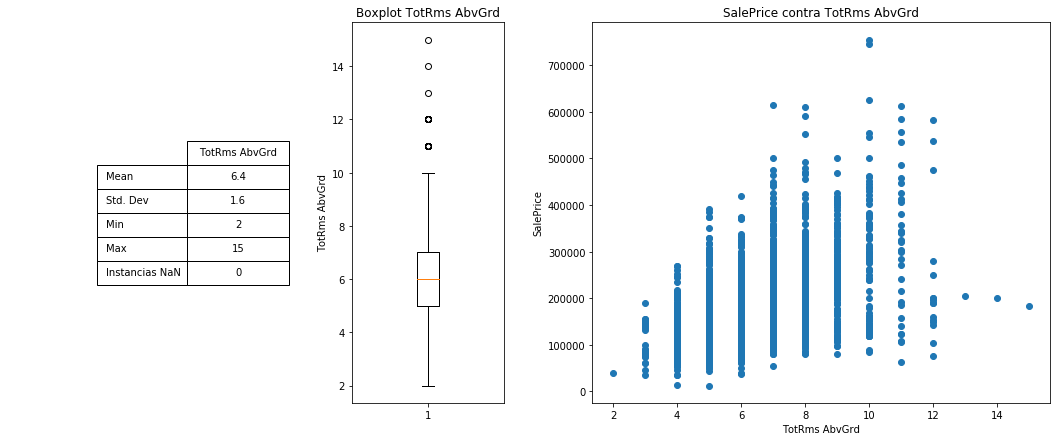 TotRms AbvGrd
Mean 6.4
Std. Dev 1.6
Min 2
Max 15
Instancias NaN 0
Boxplot TotRms AbvGrd
TotRms AbvGrd
14
12
10
8
6
4
2
1
SalePrice contra TotRms AbvGrd
SalePrice
700000
600000
500000
400000
300000
200000
100000
0
2 4 6 8 10 12 14
TotRms AbvGrd